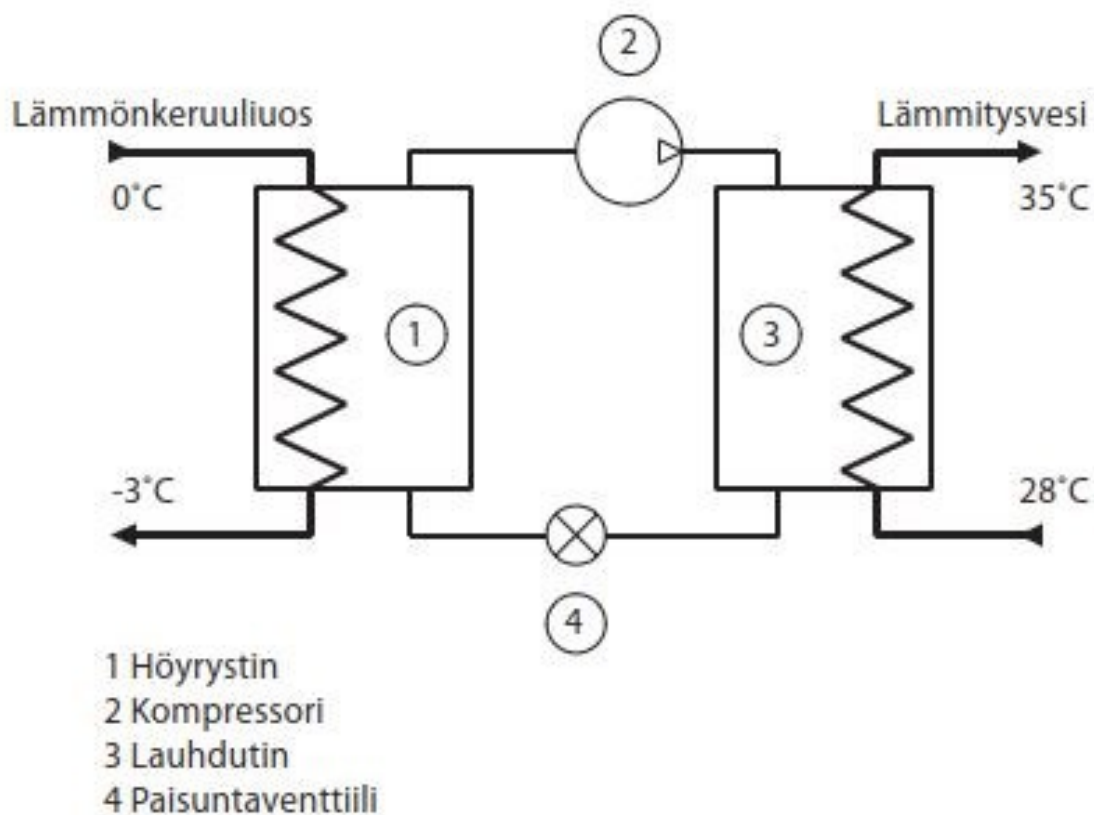 2
Lämmönkeruuliuos
Lämmitysvesi
0˚C
35˚C
1
3
-3˚C
28˚C
4
1 Höyrystin
2 Kompressori
3 Lauhdutin
4 Paisuntaventtiili